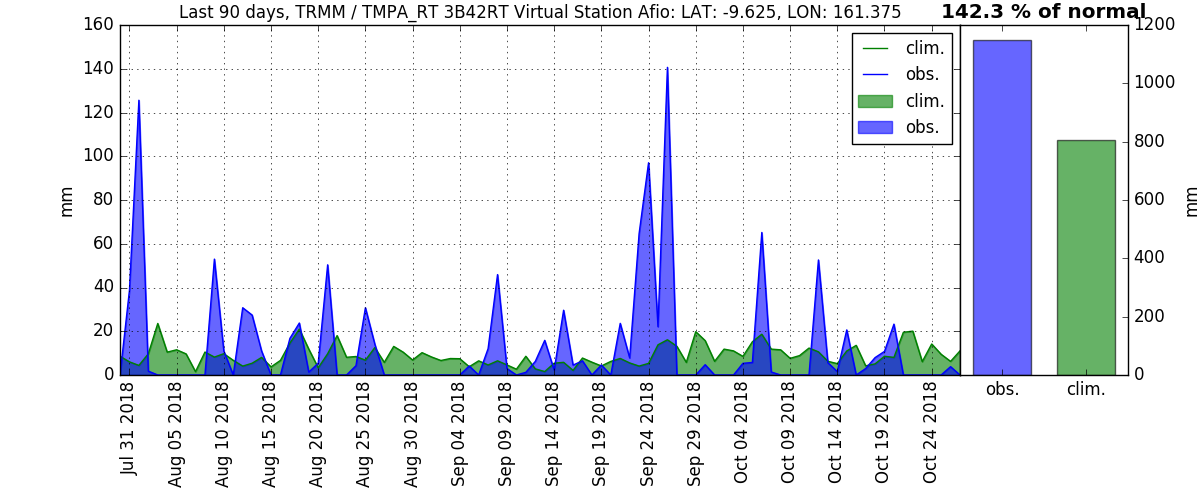 Last 90 days, TRMM / TMPA_RT 3B42RT Virtual Station Afio: LAT: -9.625, LON: 161.375
142.3 % of normal
160
140
120
100
80
60
40
20
0
mm
clim.
obs.
clim.
obs.
Jul 31 2018
Aug 05 2018
Aug 10 2018
Aug 15 2018
Aug 20 2018
Aug 25 2018
Aug 30 2018
Sep 04 2018
Sep 09 2018
Sep 14 2018
Sep 19 2018
Sep 24 2018
Sep 29 2018
Oct 04 2018
Oct 09 2018
Oct 14 2018
Oct 19 2018
Oct 24 2018
1200
1000
800
600
400
200
0
mm
obs.
clim.